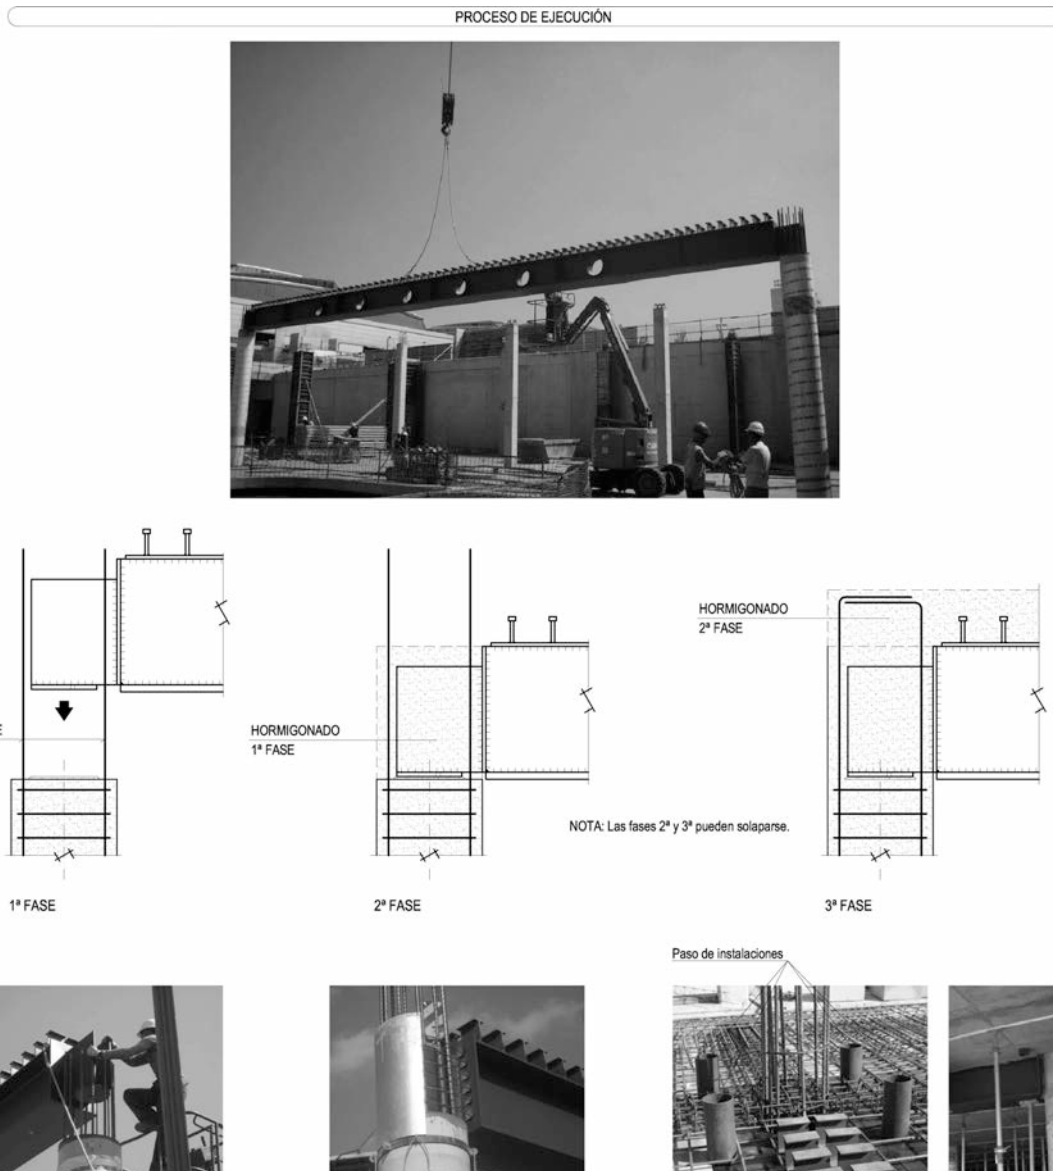 PROCESO DE EJECUCIÓN
HORMIGONADO
2ª FASE
HORMIGONADO
1ª FASE
NOTA: Las fases 2ª y 3ª pueden solaparse.
1ª FASE
2ª FASE
3ª FASE
Paso de instalaciones